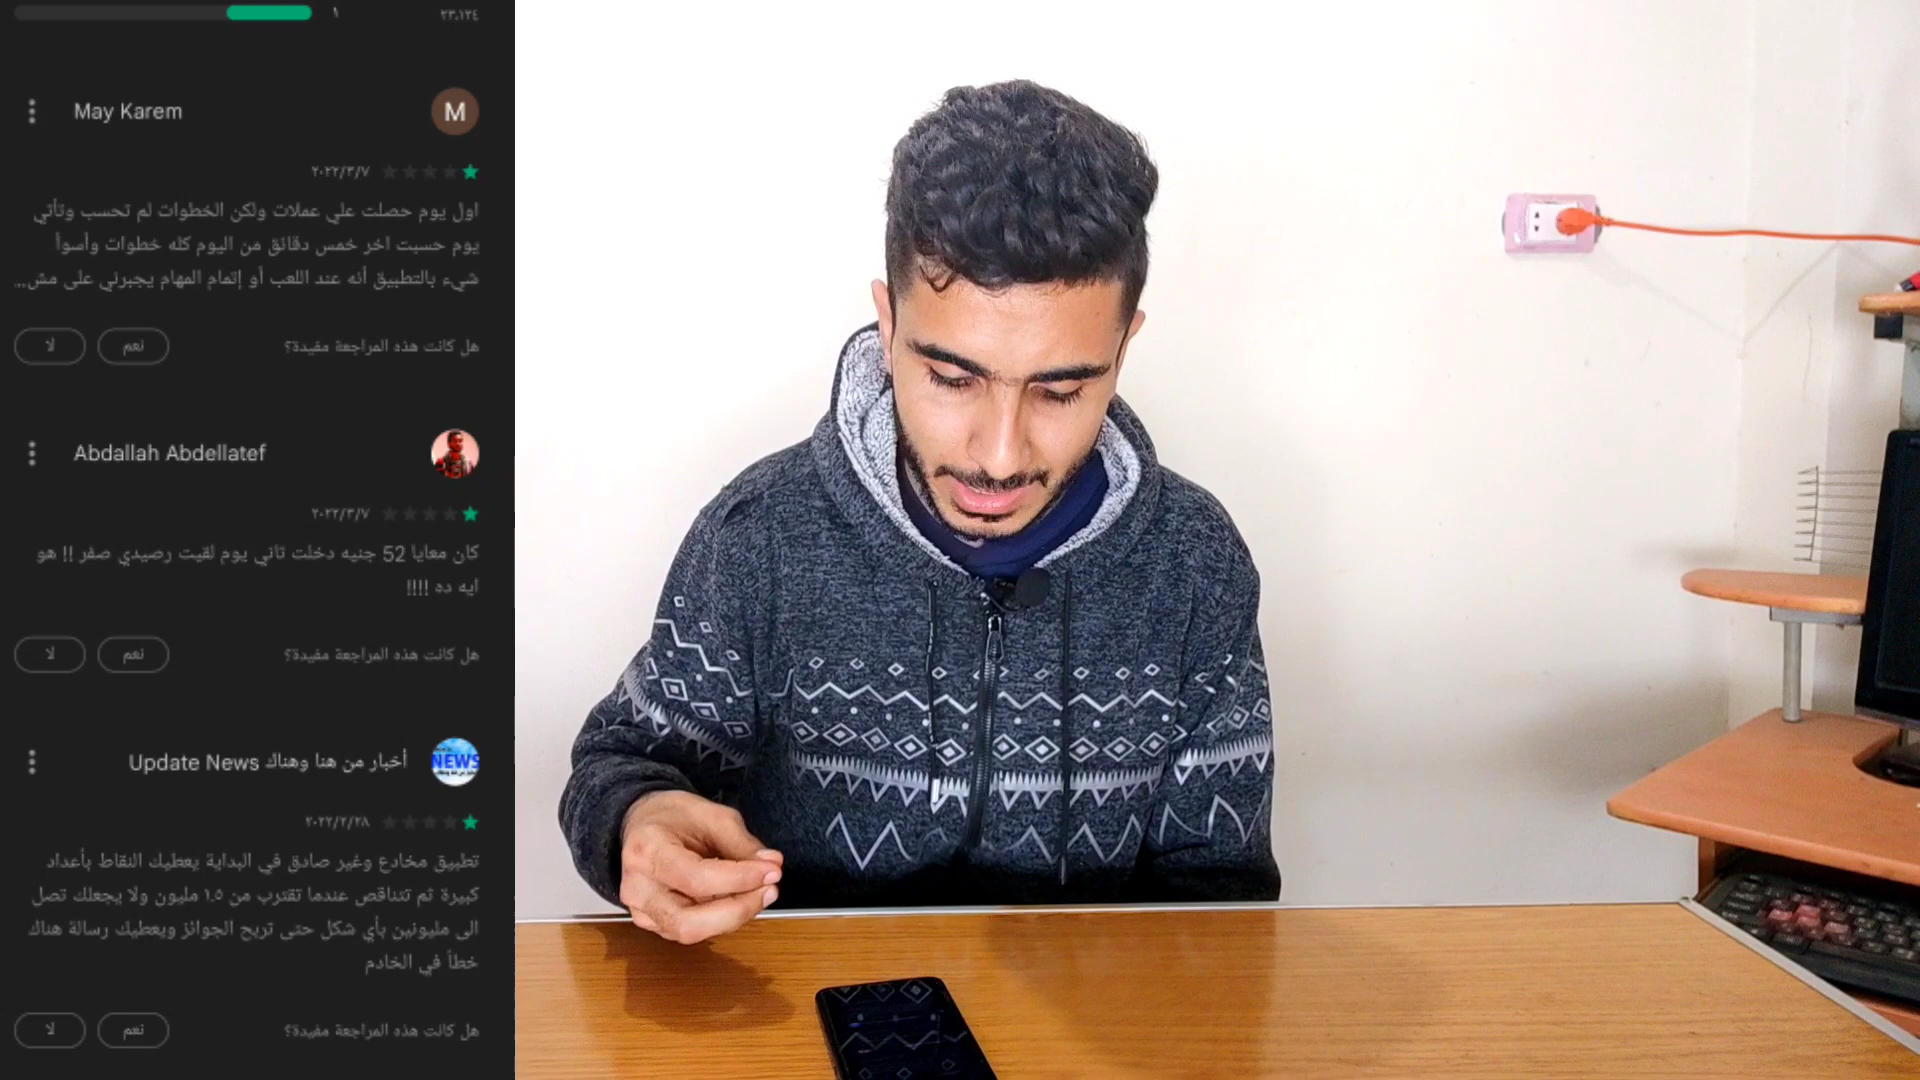 ١ ٢٣،١٢٤
May Karem
M
٢٠٢٢/٣/٧
اول يوم حصلت علي عملات ولكن الخطوات لم تحسب وتأتي
يوم حسبت اخر خمس دقائق من اليوم كله خطوات وأسوأ
شيء بالتطبيق أنه عند اللعب أو إتمام المهام يجبرني على مش...
هل كانت هذه المراجعة مفيدة؟ نعم لا
Abdallah Abdellatef
٢٠٢٢/٣/٧
كان معايا 52 جنيه دخلت تاني يوم لقيت رصيدي صفر !! هو
ايه ده !!!!
هل كانت هذه المراجعة مفيدة؟ نعم لا
NEWS
أخبار من هنا وهناك Update News
٢٠٢٢/٢/٢٨
تطبيق مخادع وغير صادق في البداية يعطيك النقاط بأعداد
كبيرة ثم تتناقص عندما تقترب من ١.٥ مليون ولا يجعلك تصل
الى مليونين بأي شكل حتى تربح الجوائز ويعطيك رسالة هناك
خطأ في الخادم
هل كانت هذه المراجعة مفيدة؟ نعم لا